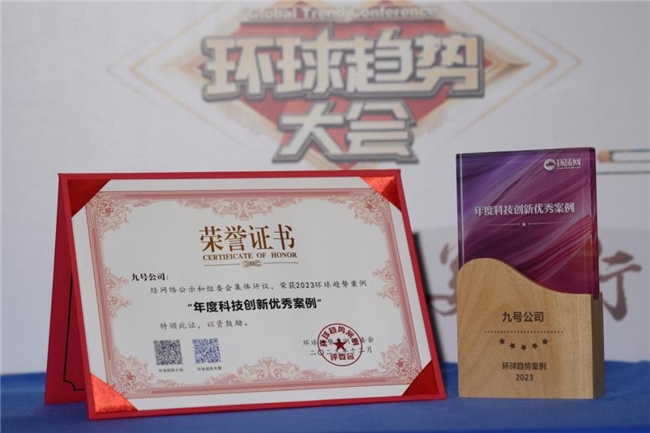 Global Trend Conference
环球趋势
大会
荣誉证书
CERTIFICATE OF HONOR
九号公司：
经网络公示和组委会集体评议，荣获2023环球趋势案例
“年度科技创新优秀案例”
特颁此证，以资鼓励。
环球网
年度科技创新优秀案例
九号公司
★★★★★
环球趋势案例
2023